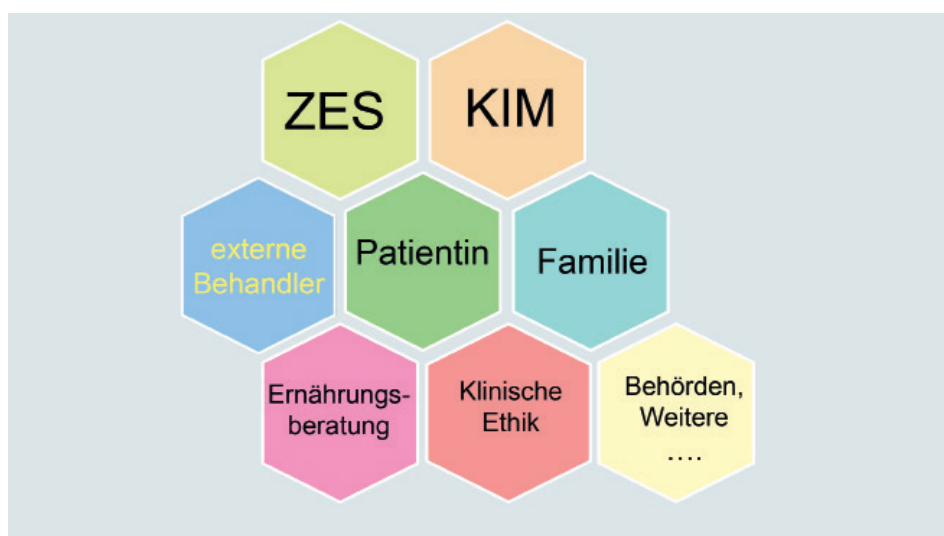 ZES
KIM
externe
Behandler
Patientin
Familie
Ernährungs-
beratung
Klinische
Ethik
Behörden,
Weitere
....